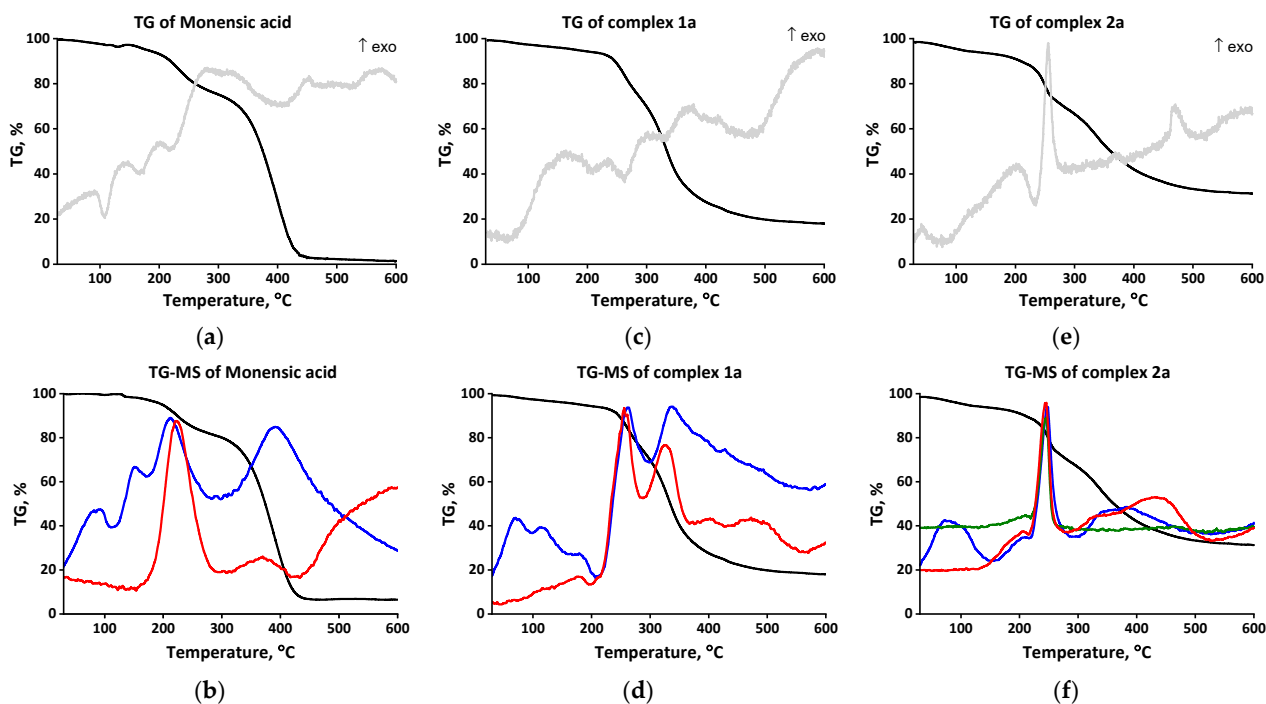 TG of Monensic acid
TG of complex 1a
TG of complex 2a
100
80
60
40
20
0
TG, %
↑ exo
100 200 300 400 500 600
Temperature, °C
100
80
60
40
20
0
TG, %
↑ exo
100 200 300 400 500 600
Temperature, °C
100
80
60
40
20
0
TG, %
↑ exo
100 200 300 400 500 600
Temperature, °C
(a)
(c)
(e)
TG-MS of Monensic acid
TG-MS of complex 1a
TG-MS of complex 2a
100
80
60
40
20
0
TG, %
100 200 300 400 500 600
Temperature, °C
100
80
60
40
20
0
TG, %
100 200 300 400 500 600
Temperature, °C
100
80
60
40
20
0
TG, %
100 200 300 400 500 600
Temperature, °C
(b)
(d)
(f)